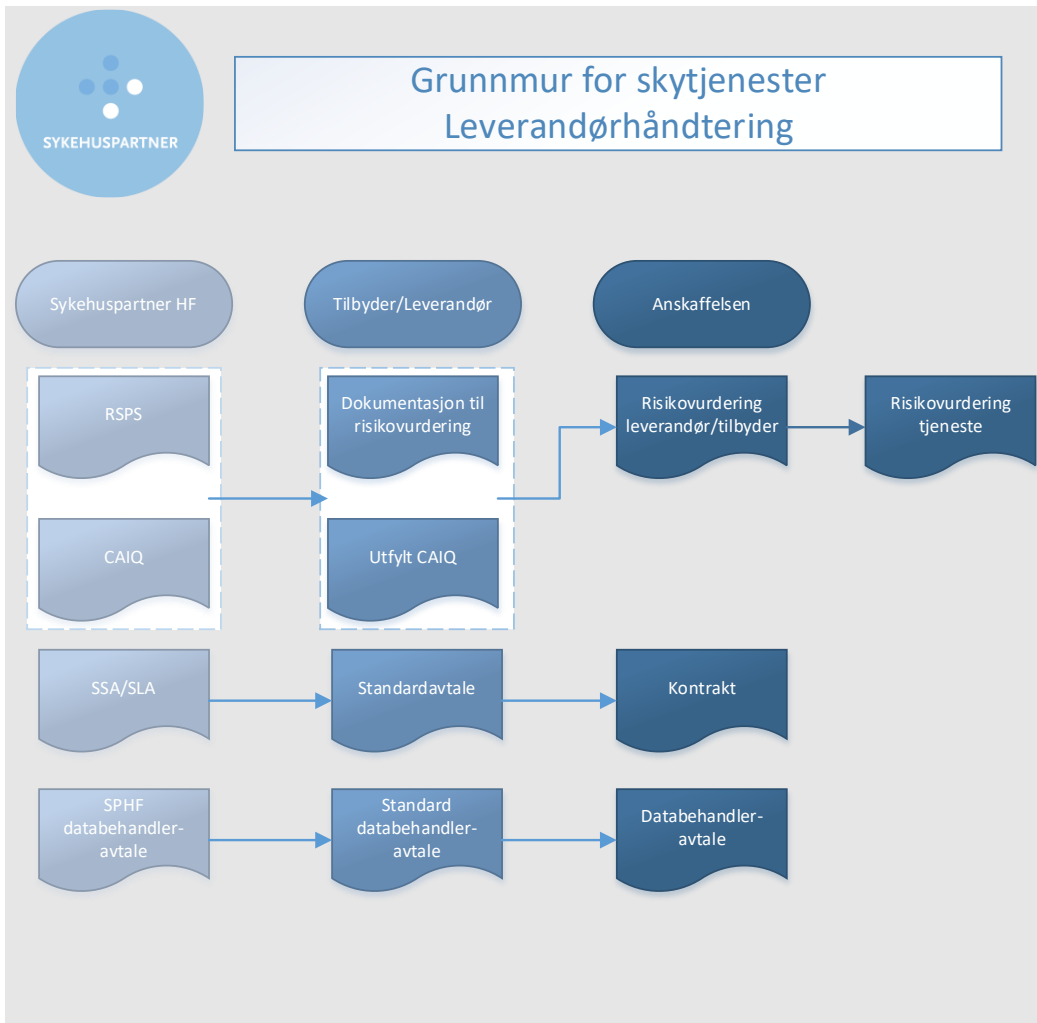 SYKEHUSPARTNER
Grunnmur for skytjenester
Leverandørhåndtering
Sykehuspartner HF
Tilbyder/Leverandør
Anskaffelsen
RSPS
Dokumentasjon til
risikovurdering
Risikovurdering
leverandør/tilbyder
Risikovurdering
tjeneste
CAIQ
Utfylt CAIQ
SSA/SLA
Standardavtale
Kontrakt
SPHF
databehandler-
avtale
Standard
databehandler-
avtale
Databehandler-
avtale